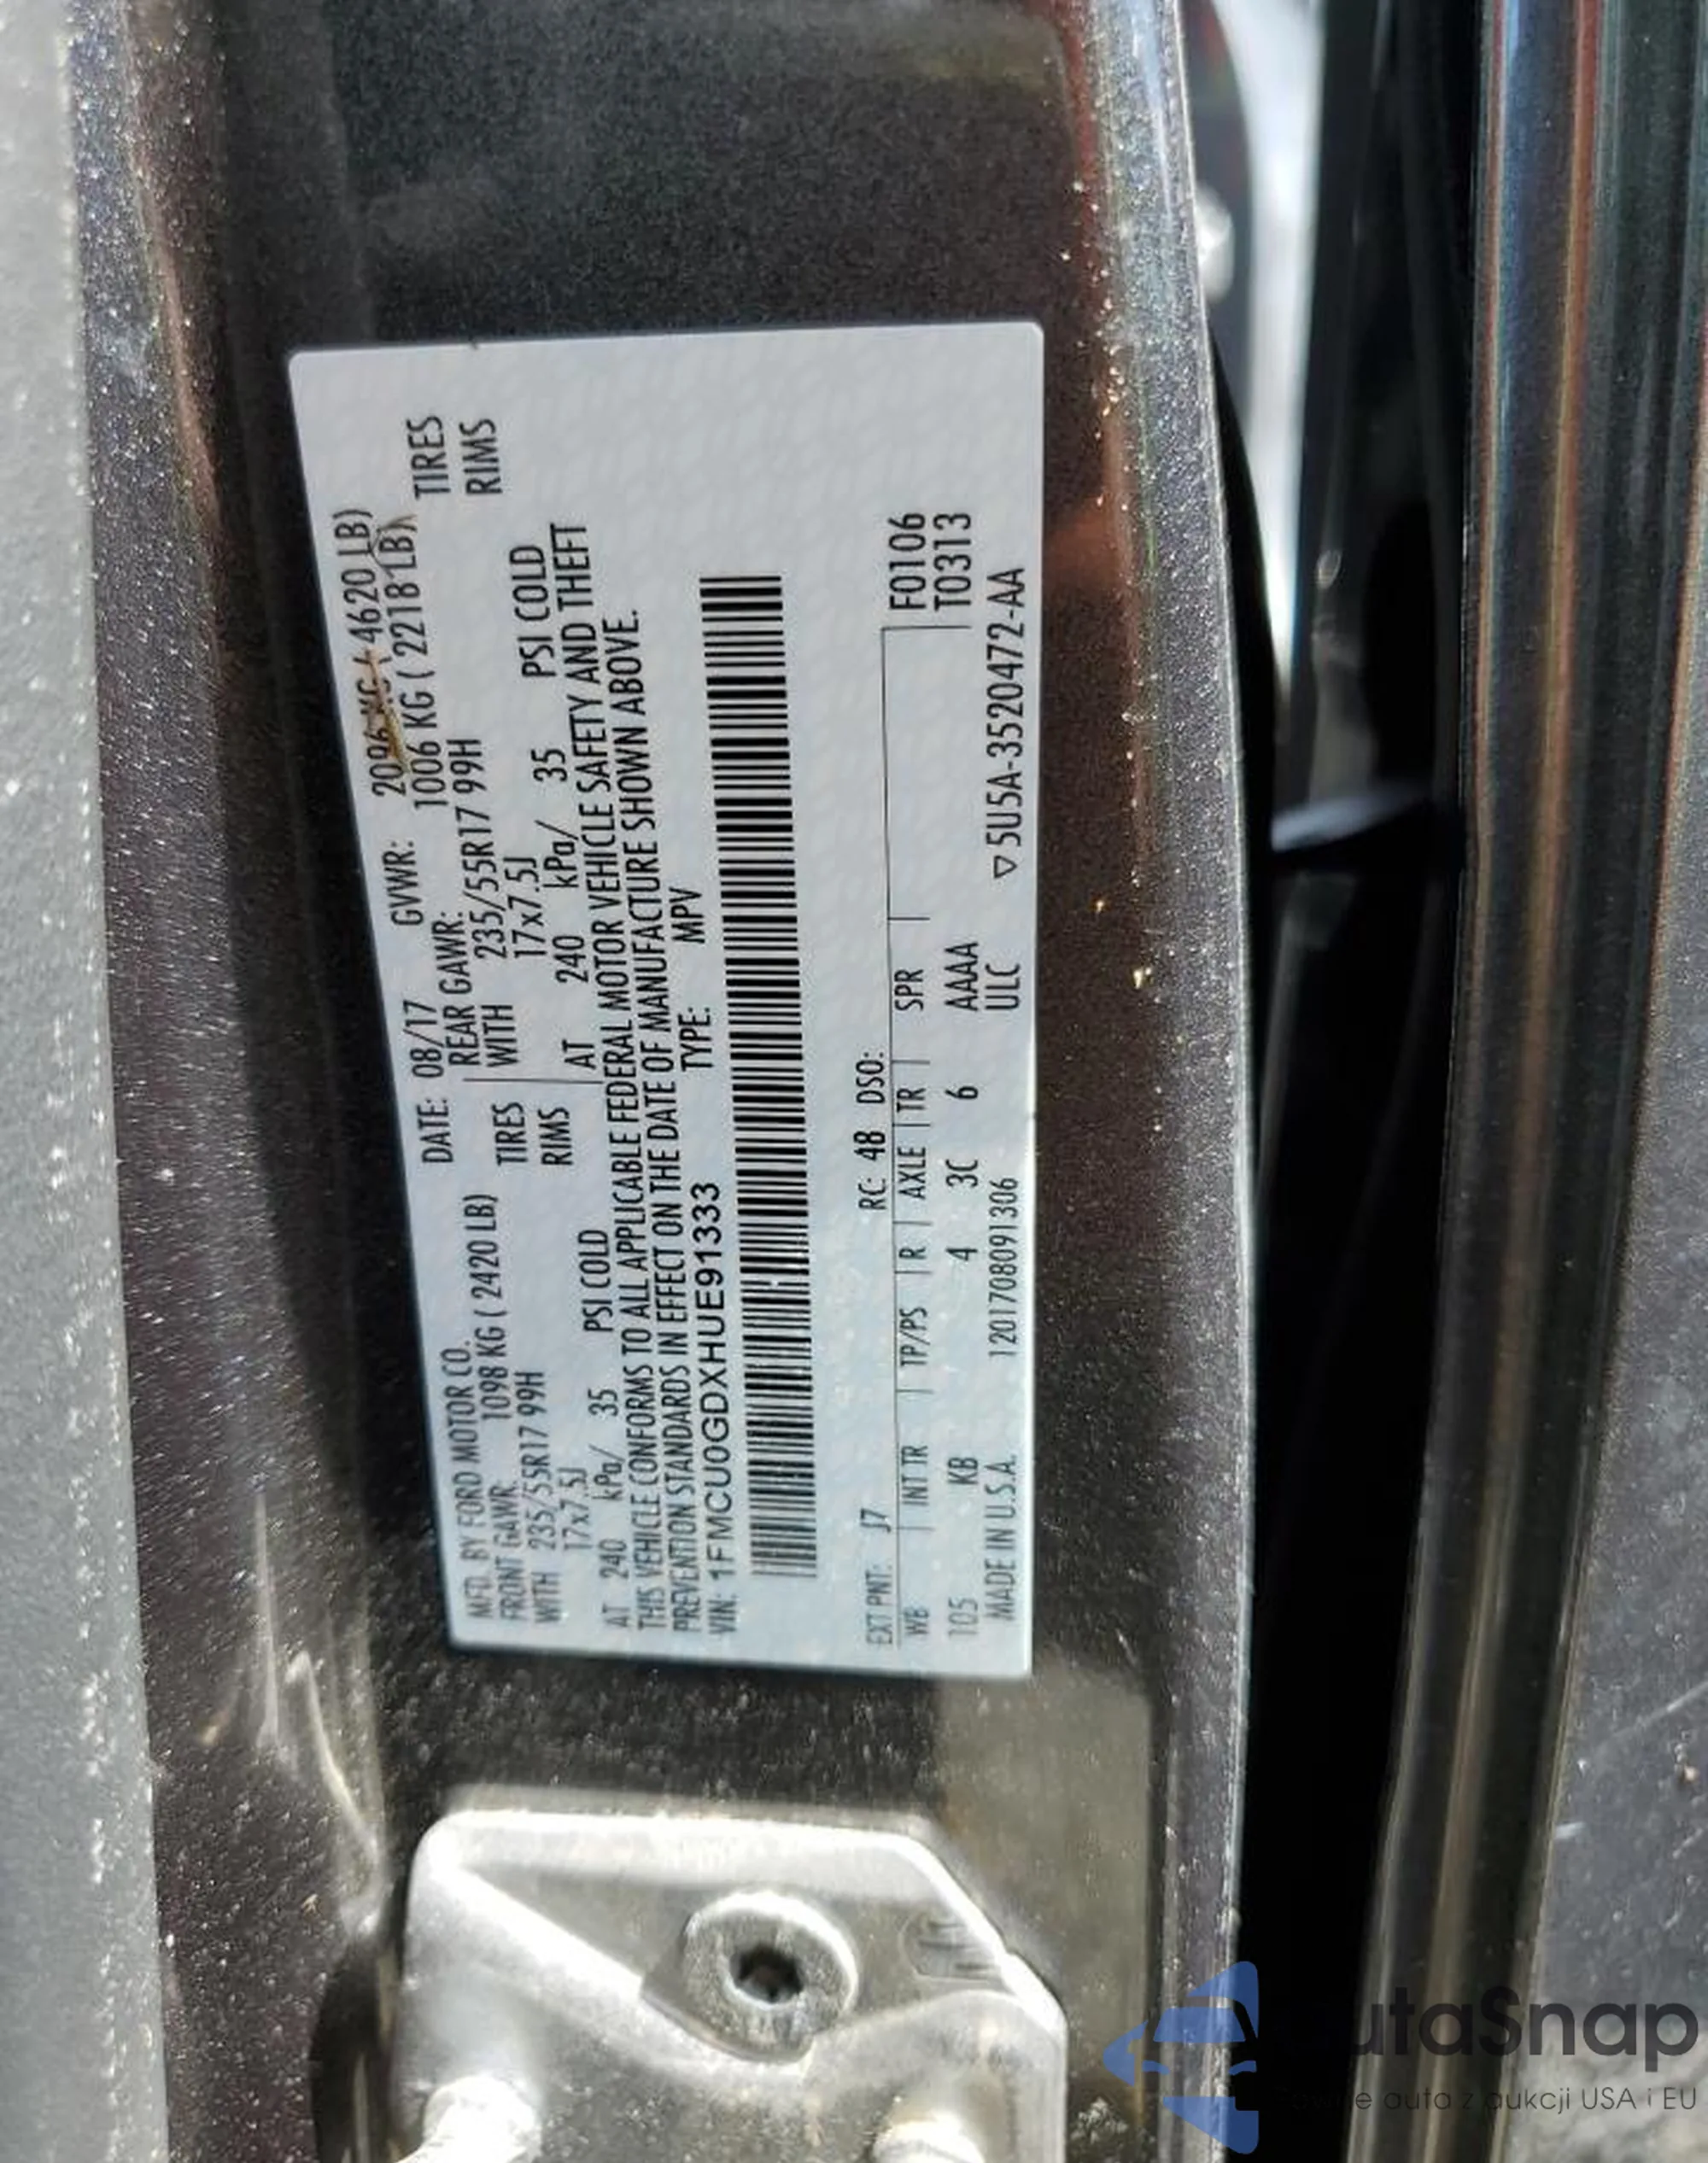 MFD. BY FORD MOTOR CO.
DATE: 08/17 GVWR: 2096 KG ( 4620 LB)
FRONT GAWR: 1098 KG ( 2420 LB) REAR GAWR: 1006 KG ( 2218 LB)
WITH 235/55R17 99H TIRES WITH 235/55R17 99H TIRES
17x7.5J RIMS 17x7.5J RIMS
AT 240 kPa/ 35 PSI COLD AT 240 kPa/ 35 PSI COLD
THIS VEHICLE CONFORMS TO ALL APPLICABLE FEDERAL MOTOR VEHICLE SAFETY AND THEFT
PREVENTION STANDARDS IN EFFECT ON THE DATE OF MANUFACTURE SHOWN ABOVE.
VIN: 1FMCU0GDXHUE91333 TYPE: MPV
EXT PNT: J7 RC: 48 DSO: F0106
WB INT TR TP/PS R AXLE TR SPR T0313
105 KB 4 3C 6 AAAA
MADE IN U.S.A. 1201708091306 ULC ▽5U5A-3520472-AA
aukcji USA i EU